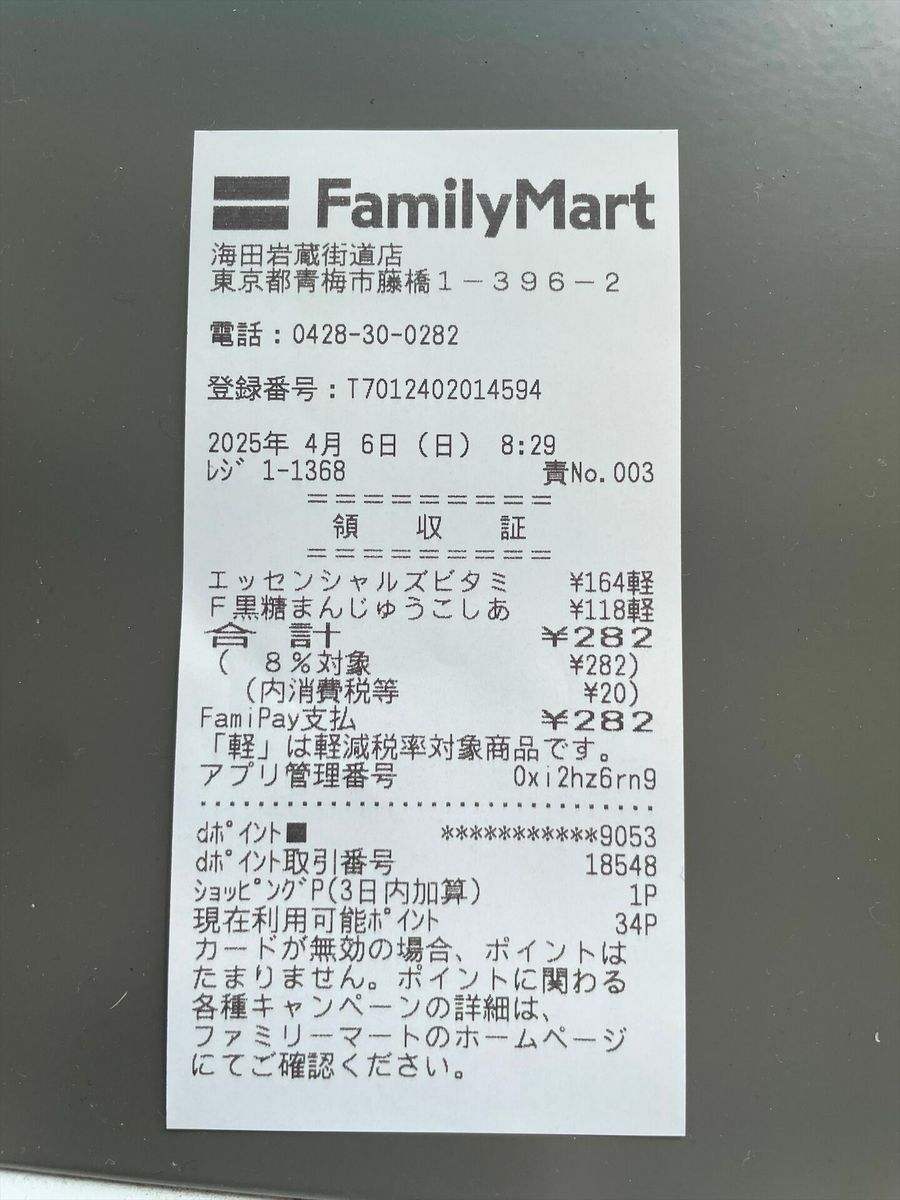 FamilyMart
海田岩蔵街道店
東京都青梅市藤橋1-396-2
電話:0428-30-0282
登録番号:T7012402014594
2025年 4月 6日(日) 8:29
ﾚｼﾞ 1-1368 責No.003
=========
領 収 証
=========
エッセンシャルズビタミ ¥164軽
F黒糖まんじゅうこしあ ¥118軽
合 計 ¥282
( 8%対象 ¥282)
(内消費税等 ¥20)
FamiPay支払 ¥282
「軽」は軽減税率対象商品です。
アプリ管理番号 0xi2hz6rn9
dﾎﾟｲﾝﾄ■ ***********9053
dﾎﾟｲﾝﾄ取引番号 18548
ｼｮｯﾋﾟﾝｸﾞP(3日内加算) 1P
現在利用可能ﾎﾟｲﾝﾄ 34P
カードが無効の場合、ポイントは
たまりません。ポイントに関わる
各種キャンペーンの詳細は、
ファミリーマートのホームページ
にてご確認ください。